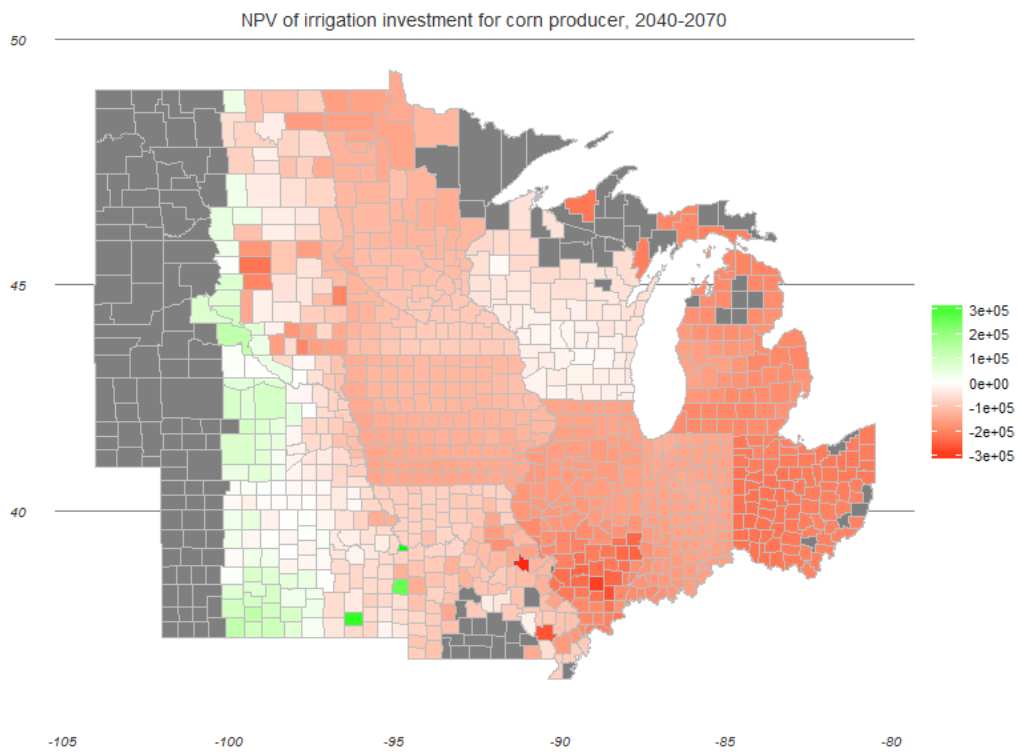 NPV of irrigation investment for corn producer, 2040-2070
50
45
40
3e+05
2e+05
1e+05
0e+00
-1e+05
-2e+05
-3e+05
-105 -100 -95 -90 -85 -80